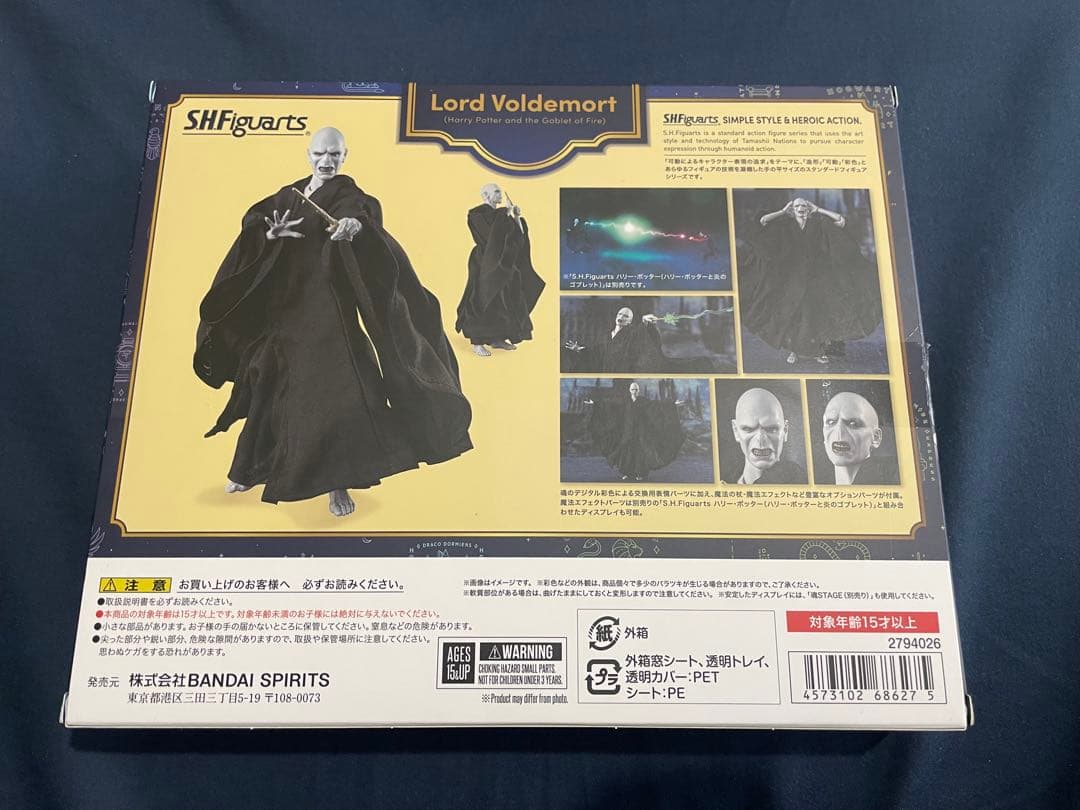 S.H.Figuarts®
Lord Voldemort
(Harry Potter and the Goblet of Fire)
S.H.Figuarts SIMPLE STYLE & HEROIC ACTION.
S.H.Figuarts is a standard action figure series that uses the art
style and technology of Tamashii Nations to pursue character
expression through humanoid action.
「可動によるキャラクター表現の追求」をテーマに、「造形」「可動」「彩色」と
あらゆるフィギュアの技術を凝縮した手の平サイズのスタンダードフィギュア
シリーズです。
※「S.H.Figuarts ハリー・ポッター(ハリー・ポッターと炎の
ゴブレット)」は別売りです。
魂のデジタル彩色による交換用表情パーツに加え、魔法の杖・魔法エフェクトなど豊富なオプションパーツが付属。
魔法エフェクトパーツは別売りの「S.H.Figuarts ハリー・ポッター(ハリー・ポッターと炎のゴブレット)」と組み合
わせたディスプレイも可能。
DRACO DORMIENS
注意 お買い上げのお客様へ 必ずお読みください。
●取扱説明書を必ずお読みください。
●本商品の対象年齢は15才以上です。対象年齢未満のお子様には絶対に与えないでください。
●小さな部品があります。お子様の手の届かないところに保管してください。窒息などの危険があります。
●尖った部分や鋭い部分、危険な隙間がありますので、取扱や保管場所に注意してください。
思わぬケガをする恐れがあります。
発売元 株式会社BANDAI SPIRITS
東京都港区三田三丁目5-19 〒108-0073
※画像はイメージです。 ※彩色などの外観は、商品個々で多少のバラツキが生じる場合がありますので、ご了承ください。
※軟質部位がある場合は、曲げたままにしておくと変形しますので注意してください。 ※安定したディスプレイには、「魂STAGE(別売り)」も使用してください。
AGES
15&UP
WARNING
CHOKING HAZARD. SMALL PARTS.
NOT FOR CHILDREN UNDER 3 YEARS.
※Product may differ from photo.
紙 外箱
プラ
外箱窓シート、透明トレイ、
透明カバー:PET
シート:PE
対象年齢15才以上
2794026
4573102 68627 5